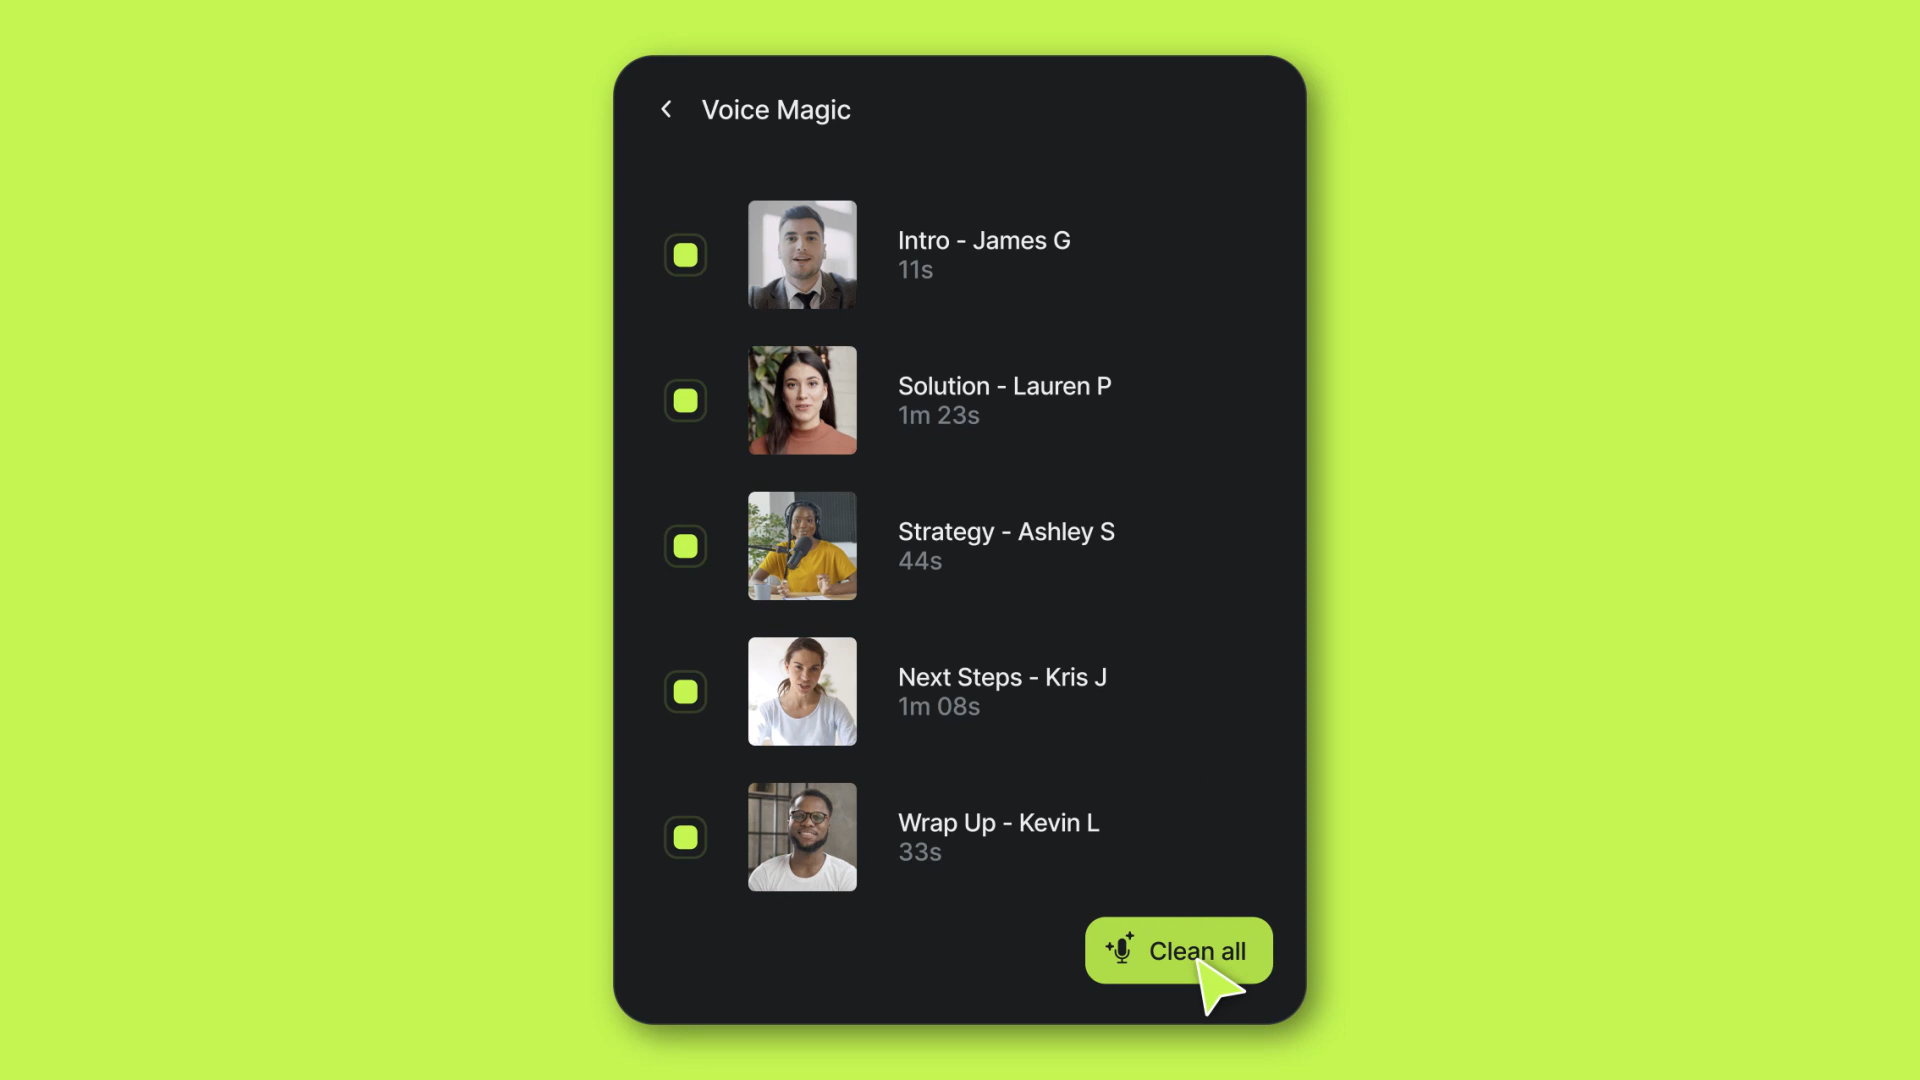 Voice Magic
Intro - James G
11s
Solution - Lauren P
1m 23s
Strategy - Ashley S
44s
Next Steps - Kris J
1m 08s
Wrap Up - Kevin L
33s
Clean all